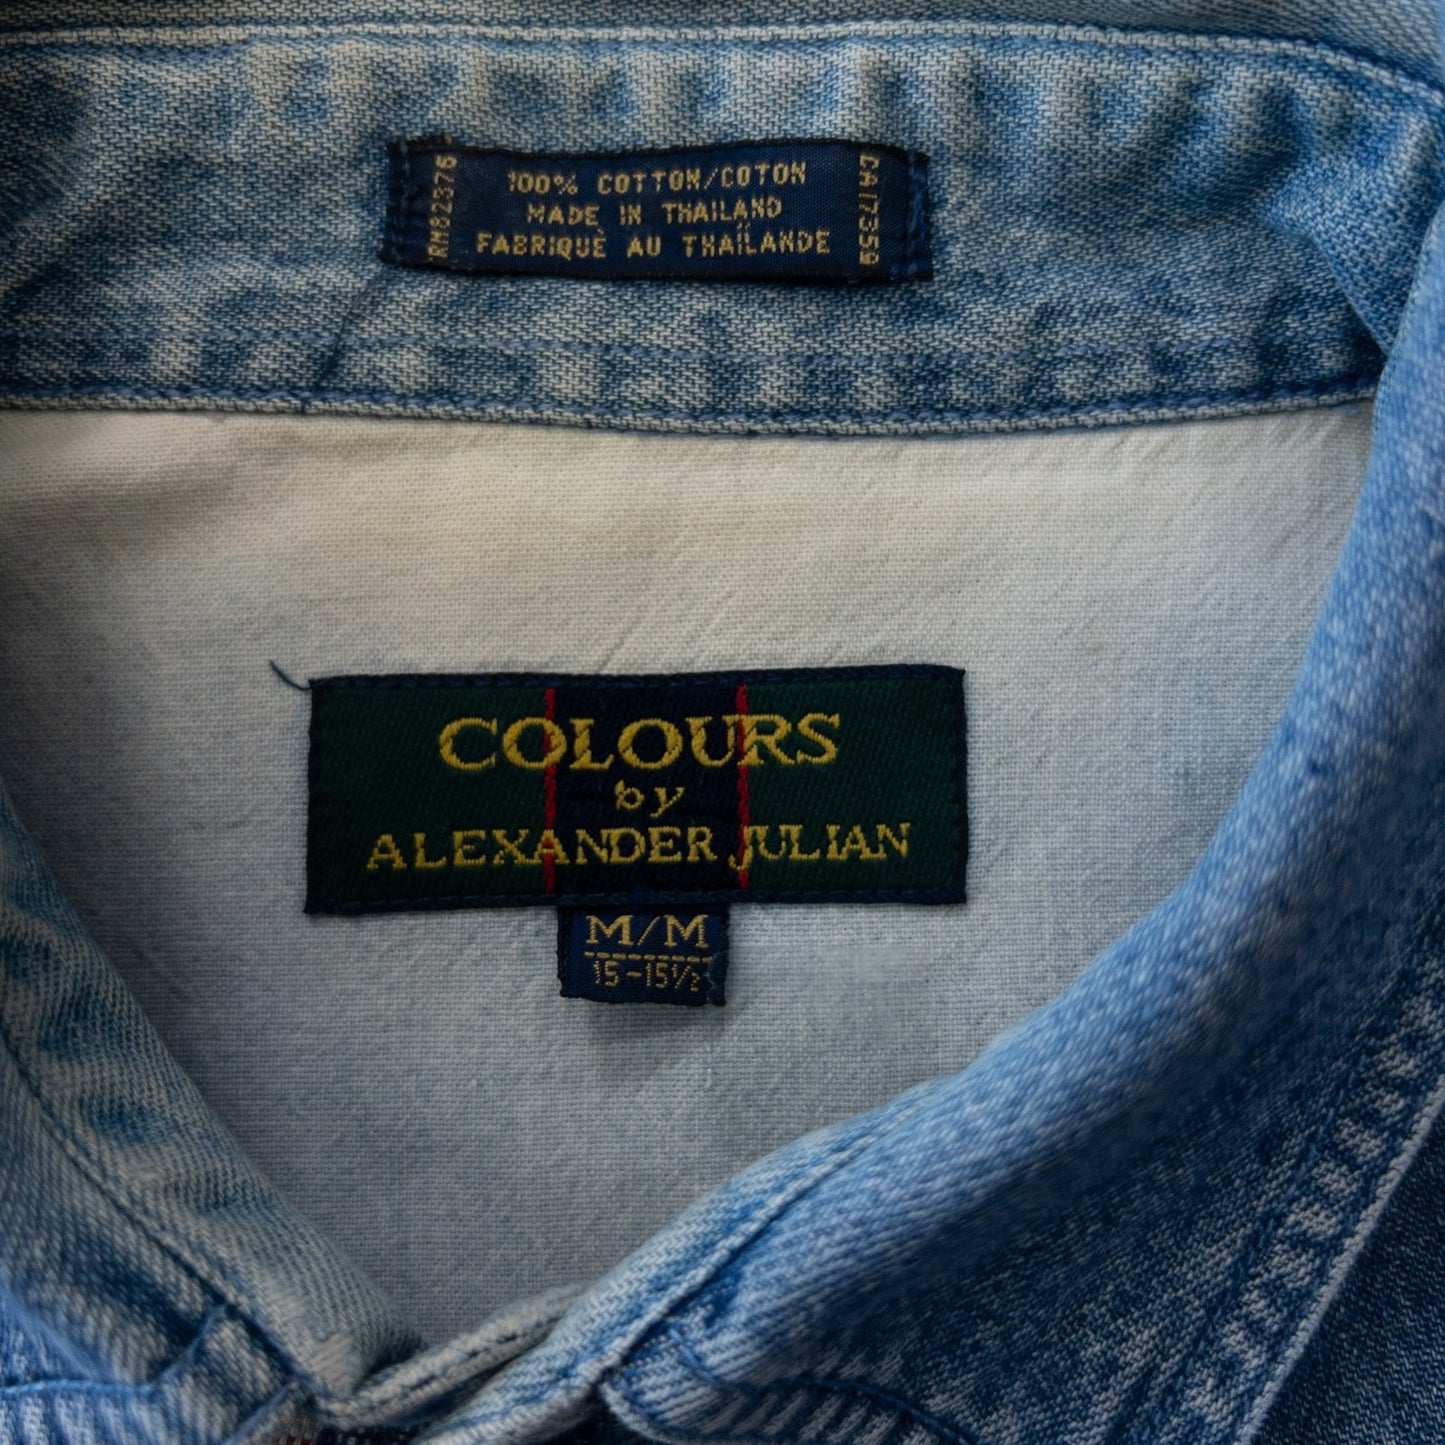 RN82376
100% COTTON/COTON
MADE IN THAILAND
FABRIQUÉ AU THAÏLANDE
CA17359
COLOURS
by
ALEXANDER JULIAN
M/M
15-15½